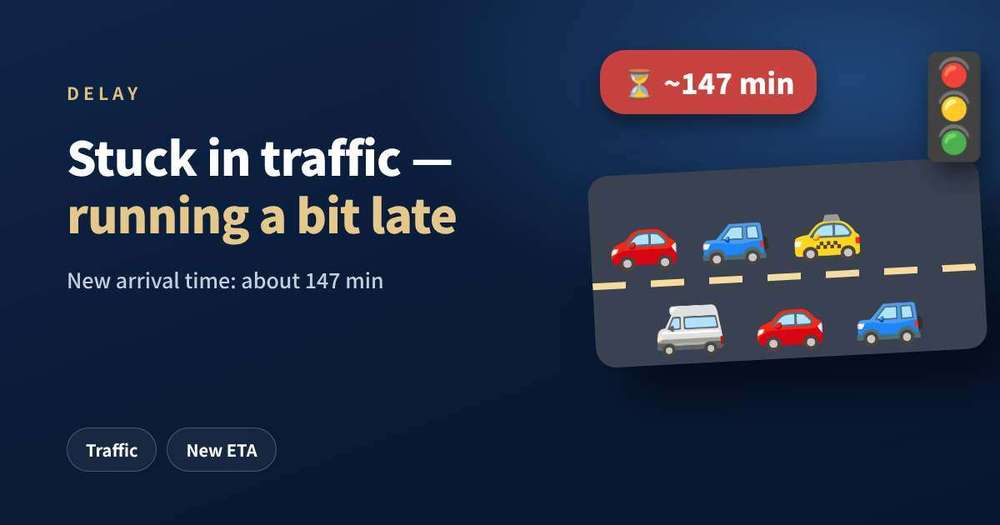 DELAY
Stuck in traffic —
running a bit late
New arrival time: about 147 min
Traffic
New ETA
~147 min